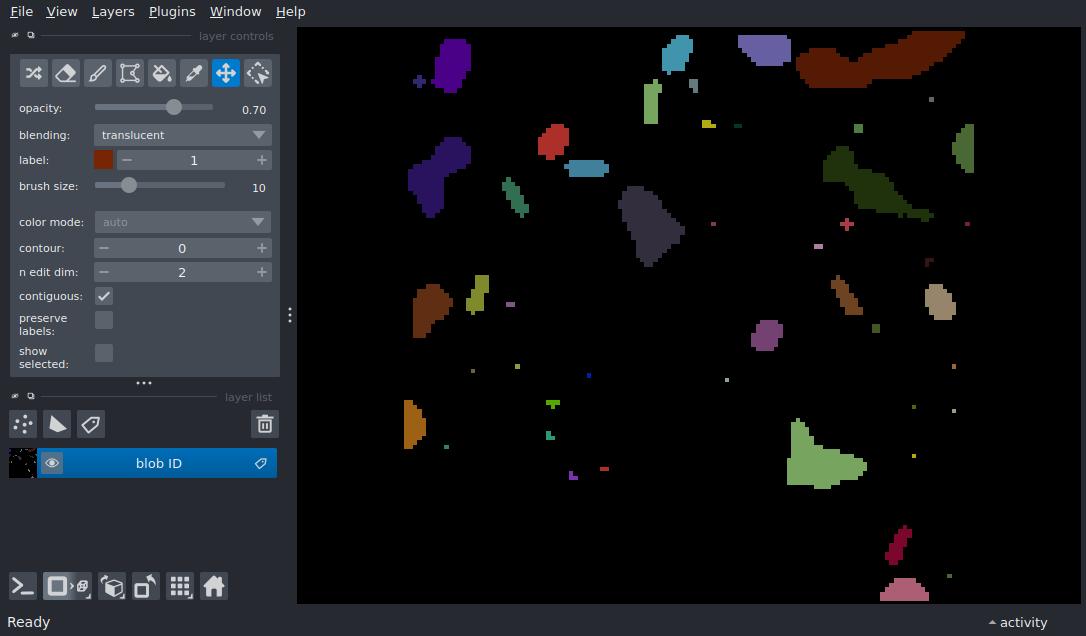 File View Layers Plugins Window Help
layer controls
opacity: 0.70
blending: translucent
label: 1
brush size: 10
color mode: auto
contour: 0
n edit dim: 2
contiguous:
preserve
labels:
show
selected:
layer list
blob ID
Ready
activity